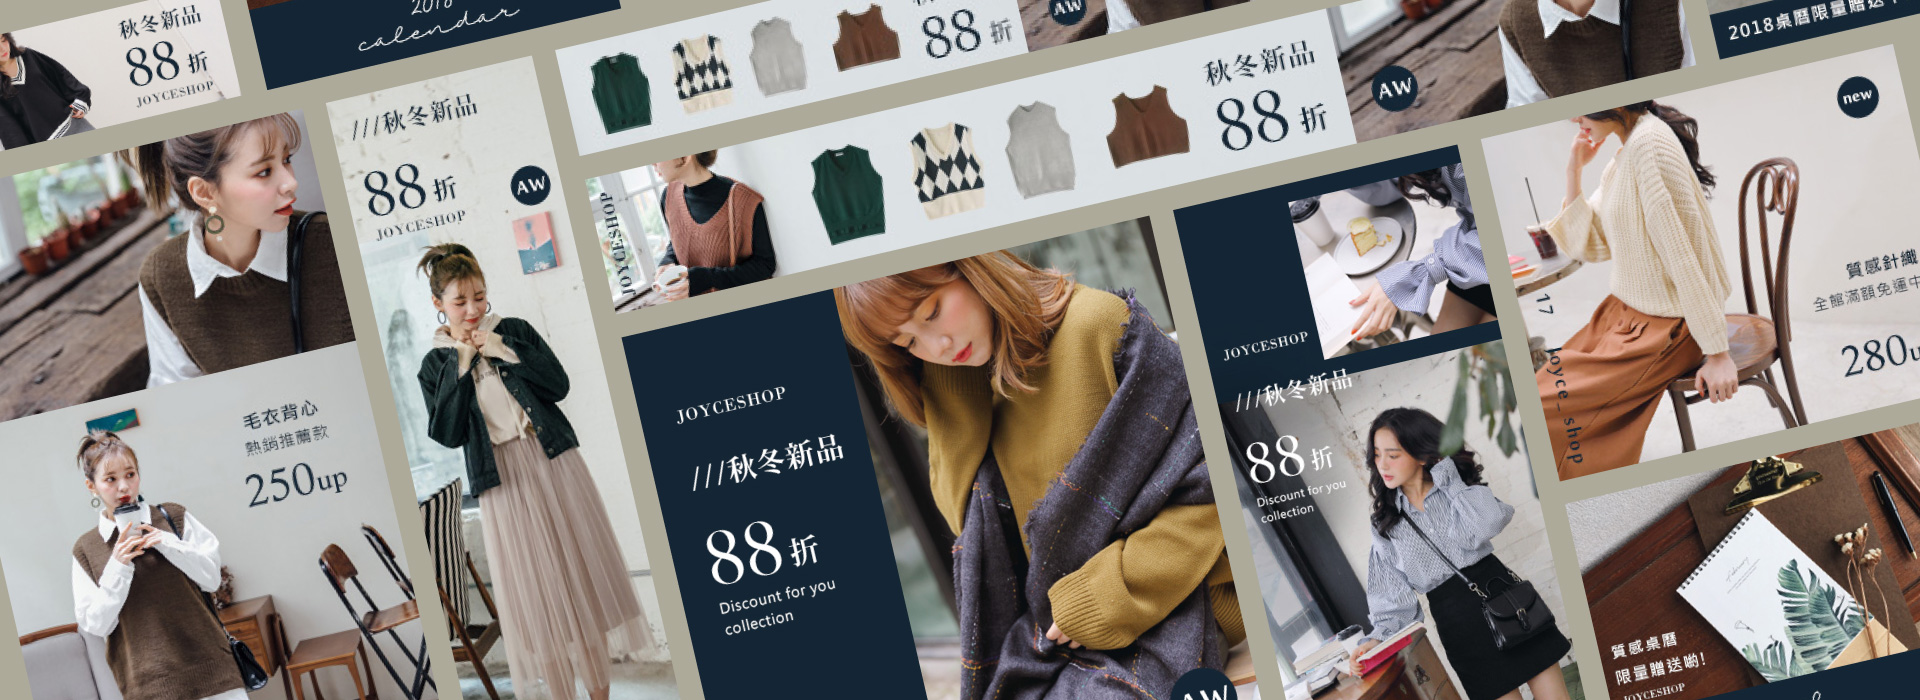 秋冬新品
88折
JOYCESHOP
2018
calendar
88折
AW
2018桌曆限量贈送中
///秋冬新品
88折
JOYCESHOP
AW
JOYCESHOP
秋冬新品
88折
AW
new
質感針織
全館滿額免運中
280u
17
Joyce_shop
毛衣背心
熱銷推薦款
250up
JOYCESHOP
///秋冬新品
88折
Discount for you
collection
AW
JOYCESHOP
///秋冬新品
88折
Discount for you
collection
質感桌曆
限量贈送喲!
JOYCESHOP